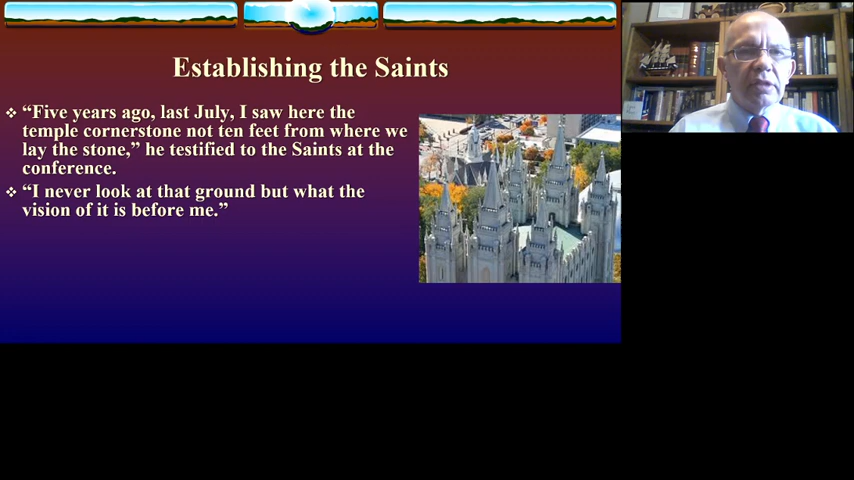 Establishing the Saints
❖ “Five years ago, last July, I saw here the
temple cornerstone not ten feet from where we
lay the stone,” he testified to the Saints at the
conference.
❖ “I never look at that ground but what the
vision of it is before me.”